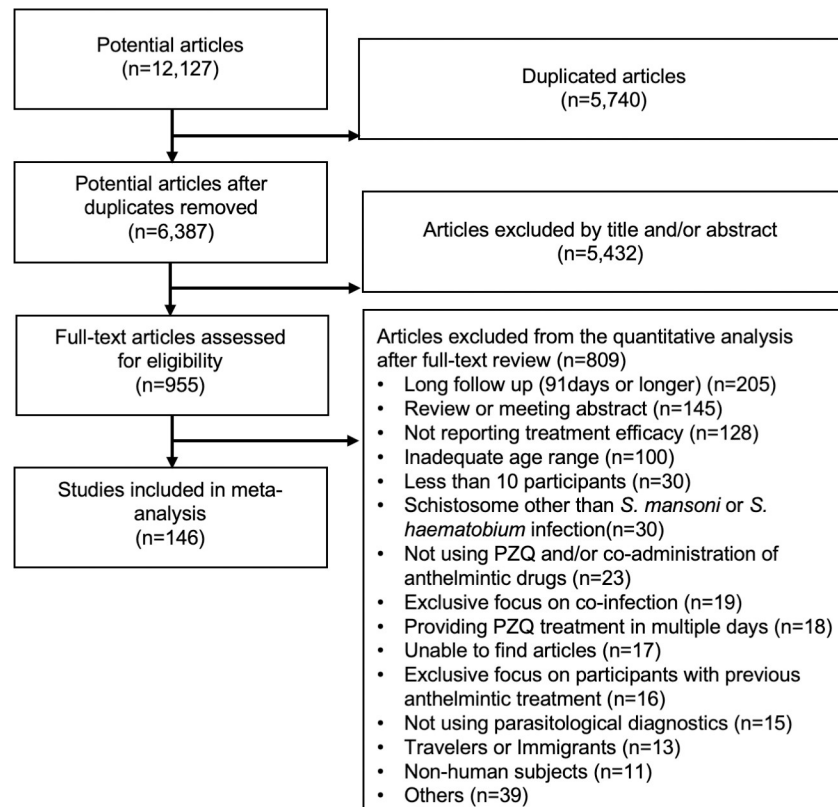 Potential articles
(n=12,127)
Duplicated articles
(n=5,740)
Potential articles after
duplicates removed
(n=6,387)
Articles excluded by title and/or abstract
(n=5,432)
Full-text articles assessed
for eligibility
(n=955)
Articles excluded from the quantitative analysis
after full-text review (n=809)
• Long follow up (91days or longer) (n=205)
• Review or meeting abstract (n=145)
• Not reporting treatment efficacy (n=128)
• Inadequate age range (n=100)
• Less than 10 participants (n=30)
• Schistosome other than S. mansoni or S.
haematobium infection(n=30)
• Not using PZQ and/or co-administration of
anthelmintic drugs (n=23)
• Exclusive focus on co-infection (n=19)
• Providing PZQ treatment in multiple days (n=18)
• Unable to find articles (n=17)
• Exclusive focus on participants with previous
anthelmintic treatment (n=16)
• Not using parasitological diagnostics (n=15)
• Travelers or Immigrants (n=13)
• Non-human subjects (n=11)
• Others (n=39)
Studies included in meta-
analysis
(n=146)